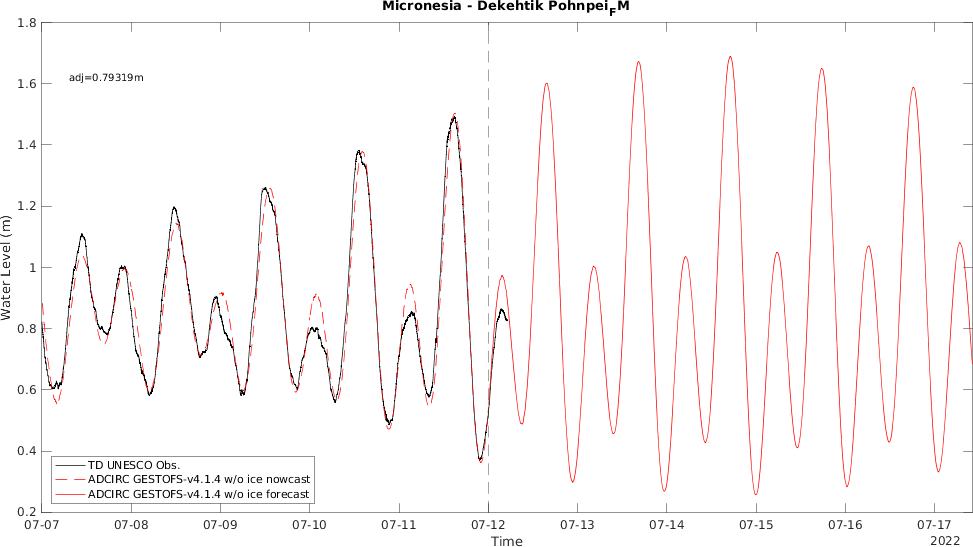 Micronesia - Dekehtik Pohnpei_FM
1.8
adj=0.79319m
1.6
1.4
1.2
1
0.8
0.6
0.4
0.2
Water Level (m)
TD UNESCO Obs.
ADCIRC GESTOFS-v4.1.4 w/o ice nowcast
ADCIRC GESTOFS-v4.1.4 w/o ice forecast
07-07 07-08 07-09 07-10 07-11 07-12 07-13 07-14 07-15 07-16 07-17
Time 2022